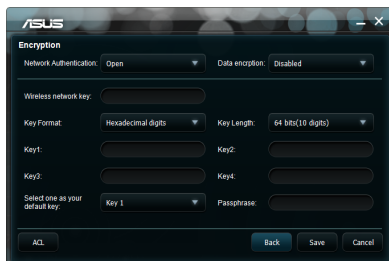 ASUS
Encryption
Network Authentication: Open Data encrption: Disabled
Wireless network key:
Key Format: Hexadecimal digits Key Length: 64 bits(10 digits)
Key1: Key2:
Key3: Key4:
Select one as your default key: Key 1 Passphrase:
ACL Back Save Cancel